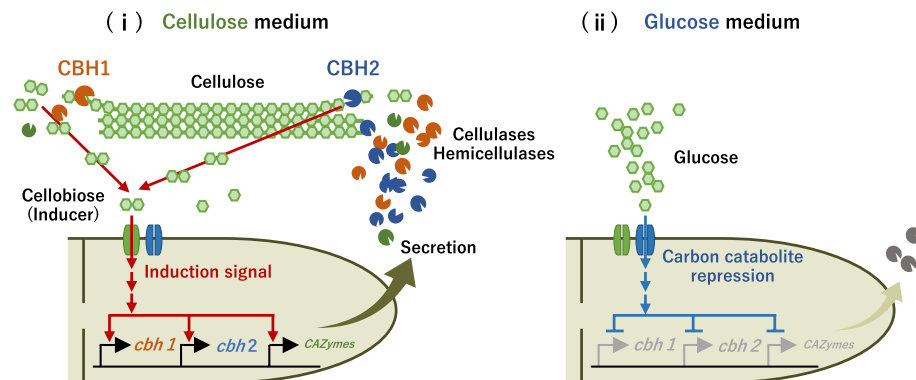 ( i ) Cellulose medium
CBH1
Cellulose
CBH2
Cellulases
Hemicellulases
Cellobiose
(Inducer)
Secretion
Induction signal
cbh 1
cbh 2
CAZymes
(ii) Glucose medium
Glucose
Carbon catabolite
repression
cbh 1
cbh 2
CAZymes